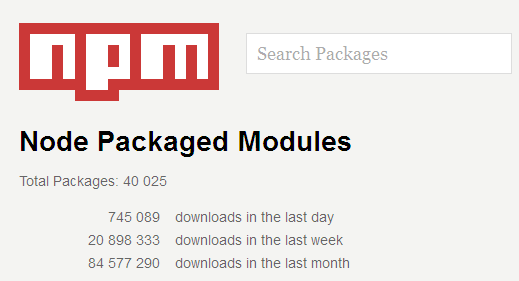 npm
Search Packages
Node Packaged Modules
Total Packages: 40 025
745 089 downloads in the last day
20 898 333 downloads in the last week
84 577 290 downloads in the last month